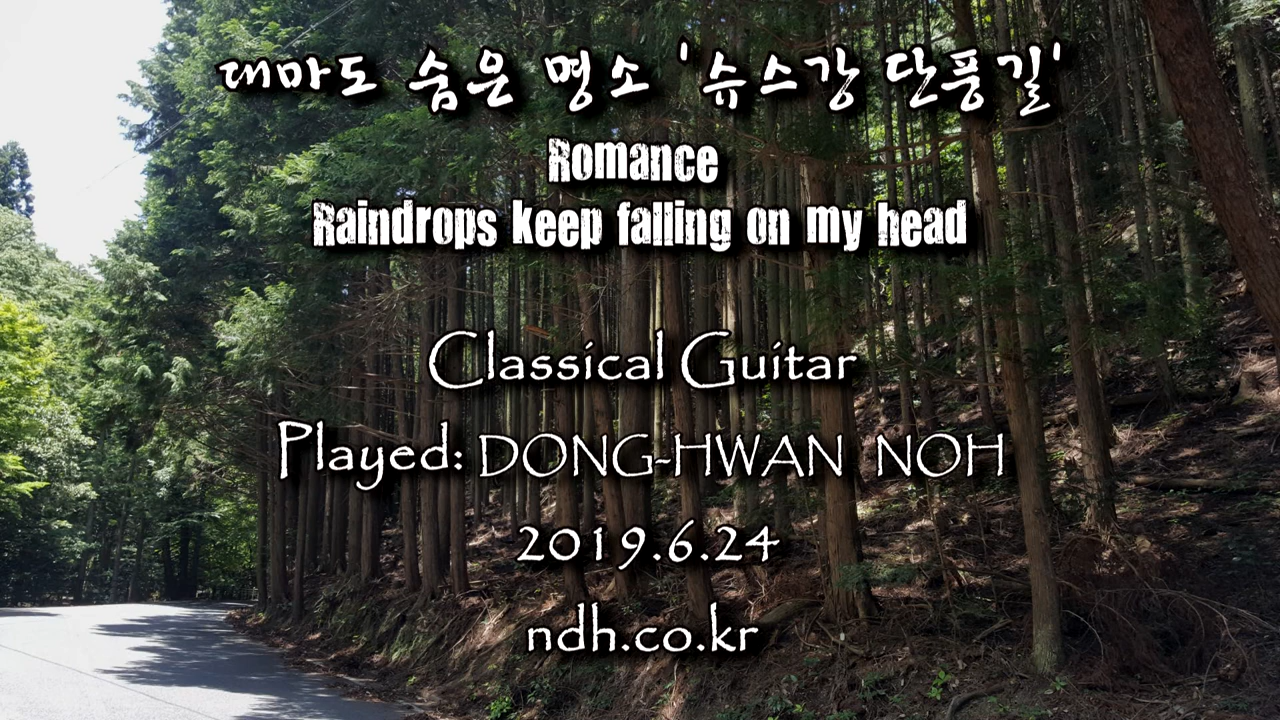 대마도 숨은 명소 '슈스강 단풍길'
Romance
Raindrops keep falling on my head
Classical Guitar
Played: DONG-HWAN NOH
2019.6.24
ndh.co.kr